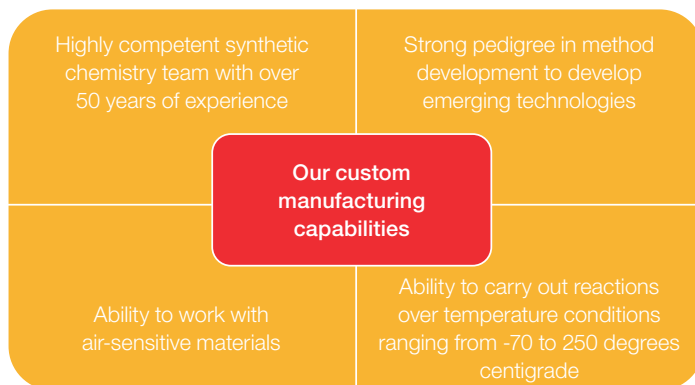 Highly competent synthetic
chemistry team with over
50 years of experience
Strong pedigree in method
development to develop
emerging technologies
Our custom
manufacturing
capabilities
Ability to work with
air-sensitive materials
Ability to carry out reactions
over temperature conditions
ranging from -70 to 250 degrees
centigrade